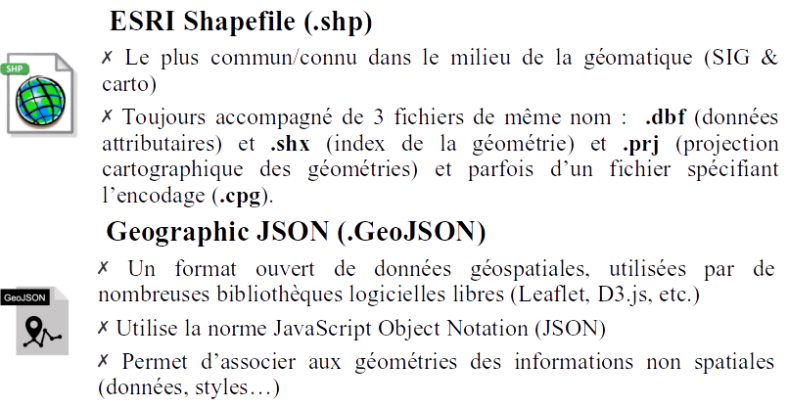 ESRI Shapefile (.shp)
SHP
✗ Le plus commun/connu dans le milieu de la géomatique (SIG &
carto)
✗ Toujours accompagné de 3 fichiers de même nom : .dbf (données
attributaires) et .shx (index de la géométrie) et .prj (projection
cartographique des géométries) et parfois d’un fichier spécifiant
l’encodage (.cpg).
Geographic JSON (.GeoJSON)
GeoJSON
✗ Un format ouvert de données géospatiales, utilisées par de
nombreuses bibliothèques logicielles libres (Leaflet, D3.js, etc.)
✗ Utilise la norme JavaScript Object Notation (JSON)
✗ Permet d’associer aux géométries des informations non spatiales
(données, styles…)